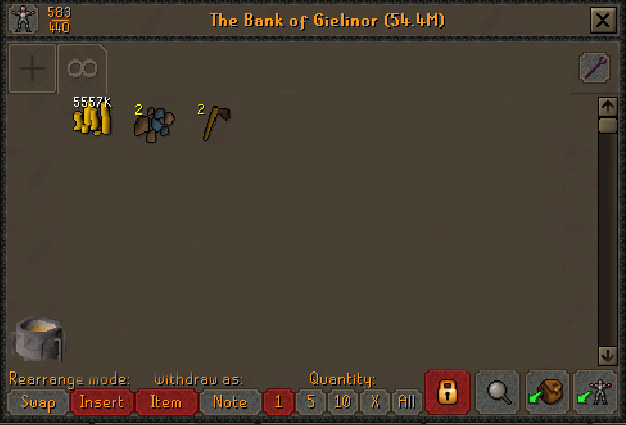 583
440
The Bank of Gielinor (54.4M)
5557K
2
2
Rearrange mode: Withdraw as: Quantity:
Swap Insert Item Note 1 5 10 X All